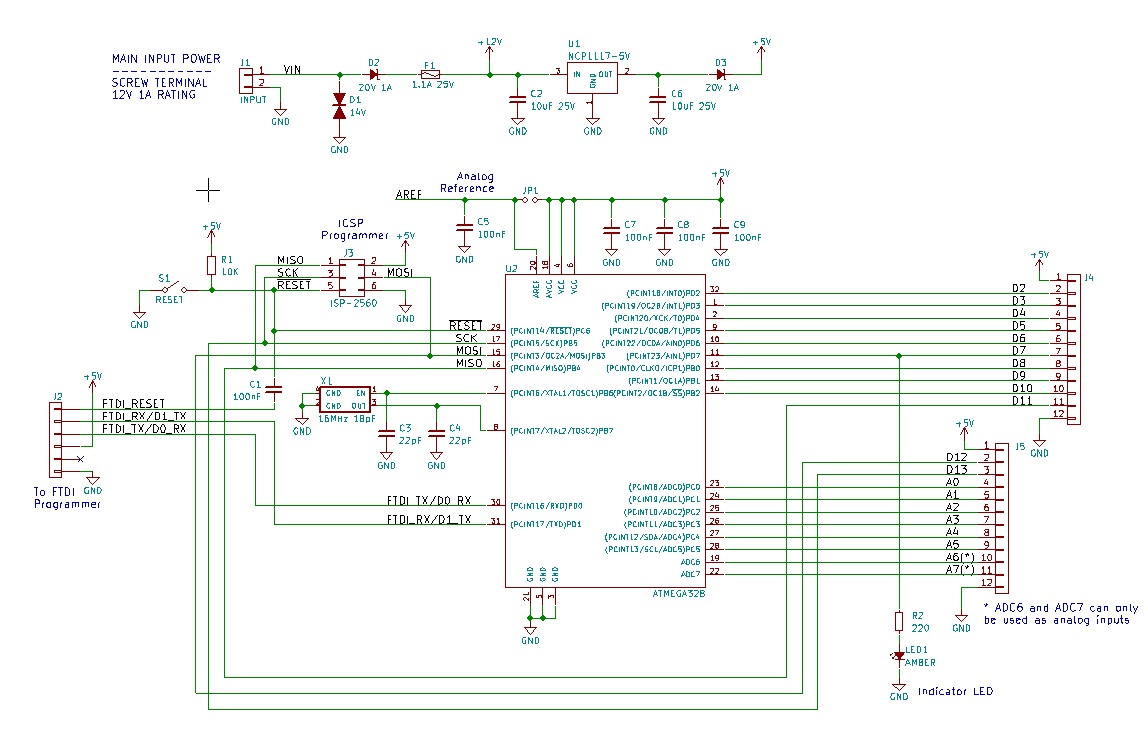 MAIN INPUT POWER
SCREW TERMINAL
12V 1A RATING
J1
1
2
INPUT
VIN
GND
D1
14V
GND
D2
20V 1A
F1
1.1A 25V
+12V
C2
10uF 25V
GND
U1
NCP1117-5V
3
IN
OUT
2
GND
1
GND
C6
10uF 25V
GND
D3
20V 1A
+5V
Analog
Reference
AREF
JP1
+5V
C5
100nF
GND
C7
100nF
GND
C8
100nF
GND
C9
100nF
GND
+5V
R1
10K
S1
RESET
GND
ICSP
Programmer
+5V
J3
MISO
1
2
SCK
3
4
MOSI
RESET
5
6
ISP-2560
GND
U2
20
18
4
6
AREF
AVCC
VCC
VCC
RESET
29
(PCINT14/RESET)PC6
SCK
17
(PCINT5/SCK)PB5
MOSI
15
(PCINT3/OC2A/MOSI)PB3
MISO
16
(PCINT4/MISO)PB4
7
(PCINT6/XTAL1/TOSC1)PB6
8
(PCINT7/XTAL2/TOSC2)PB7
FTDI_TX/D0_RX
30
(PCINT16/RXD)PD0
FTDI_RX/D1_TX
31
(PCINT17/TXD)PD1
(PCINT18/INT0)PD2
32
(PCINT19/OC2B/INT1)PD3
1
(PCINT20/XCK/T0)PD4
2
(PCINT21/OC0B/T1)PD5
9
(PCINT22/OC0A/AIN0)PD6
10
(PCINT23/AIN1)PD7
11
(PCINT0/CLKO/ICP1)PB0
12
(PCINT1/OC1A)PB1
13
(PCINT2/OC1B/SS)PB2
14
(PCINT8/ADC0)PC0
23
(PCINT9/ADC1)PC1
24
(PCINT10/ADC2)PC2
25
(PCINT11/ADC3)PC3
26
(PCINT12/SDA/ADC4)PC4
27
(PCINT13/SCL/ADC5)PC5
28
ADC6
19
ADC7
22
GND
GND
GND
21
5
3
GND
ATMEGA328
C1
100nF
X1
4
GND
EN
1
2
GND
OUT
3
16MHz 18pF
GND
C3
22pF
GND
C4
22pF
GND
+5V
J2
FTDI_RESET
FTDI_RX/D1_TX
FTDI_TX/D0_RX
GND
To FTDI
Programmer
+5V
J4
1
D2
2
D3
3
D4
4
D5
5
D6
6
D7
7
D8
8
D9
9
D10
10
D11
11
12
GND
+5V
J5
1
D12
2
D13
3
A0
4
A1
5
A2
6
A3
7
A4
8
A5
9
A6(*)
10
A7(*)
11
12
GND
* ADC6 and ADC7 can only
be used as analog inputs
R2
220
LED1
AMBER
GND
Indicator LED